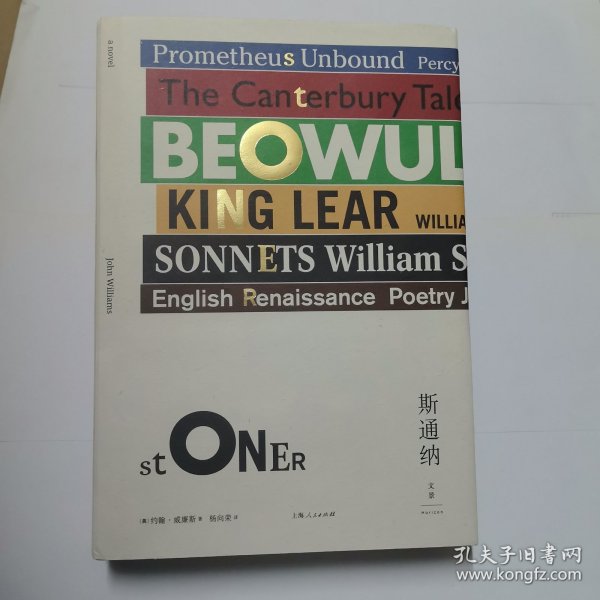 a novel
John Williams
Prometheus Unbound Percy
The Canterbury Tale
BEOWUL
KING LEAR WILLIA
SONNETS William S
English Renaissance Poetry J
stONER
斯通纳
文景
Horizon
[美] 约翰·威廉斯 著 杨向荣 译
上海人民出版社
孔夫子旧书网
www.kongfz.com